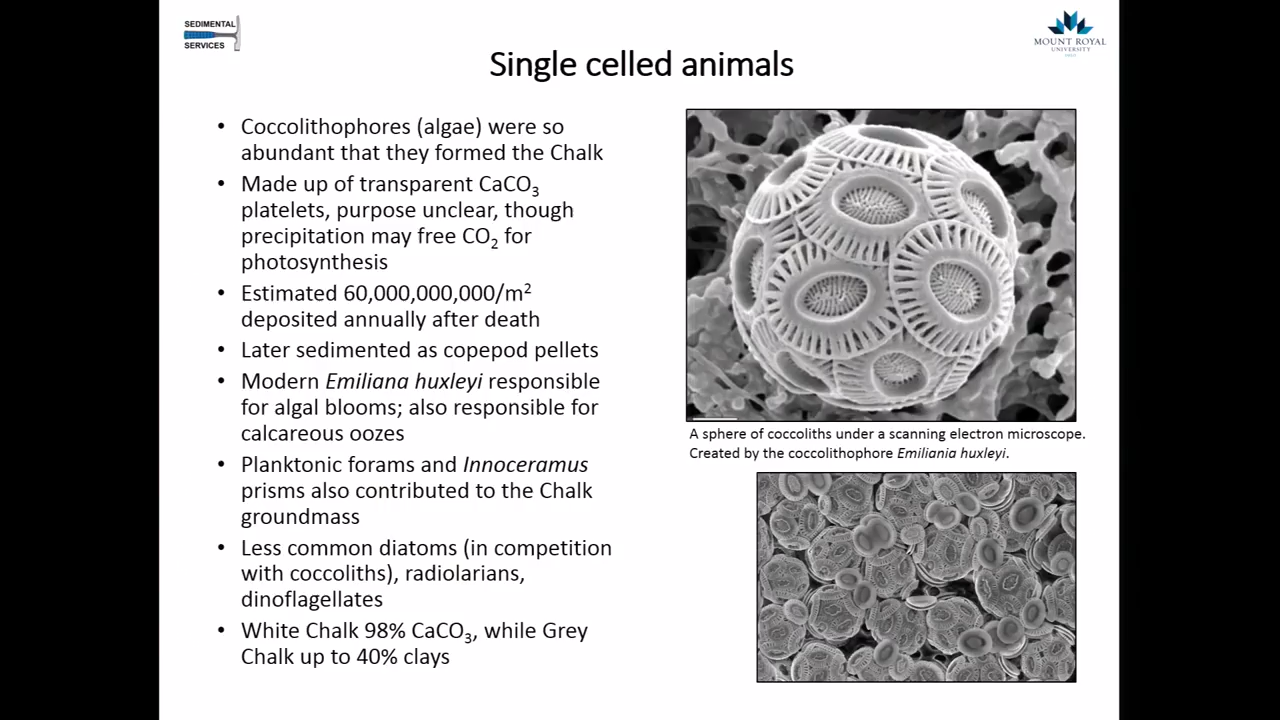 SEDIMENTAL
SERVICES
MOUNT ROYAL
UNIVERSITY
Single celled animals
• Coccolithophores (algae) were so
abundant that they formed the Chalk
• Made up of transparent CaCO₃
platelets, purpose unclear, though
precipitation may free CO₂ for
photosynthesis
• Estimated 60,000,000,000/m²
deposited annually after death
• Later sedimented as copepod pellets
• Modern Emiliana huxleyi responsible
for algal blooms; also responsible for
calcareous oozes
• Planktonic forams and Innoceramus
prisms also contributed to the Chalk
groundmass
• Less common diatoms (in competition
with coccoliths), radiolarians,
dinoflagellates
• White Chalk 98% CaCO₃, while Grey
Chalk up to 40% clays
A sphere of coccoliths under a scanning electron microscope.
Created by the coccolithophore Emiliania huxleyi.